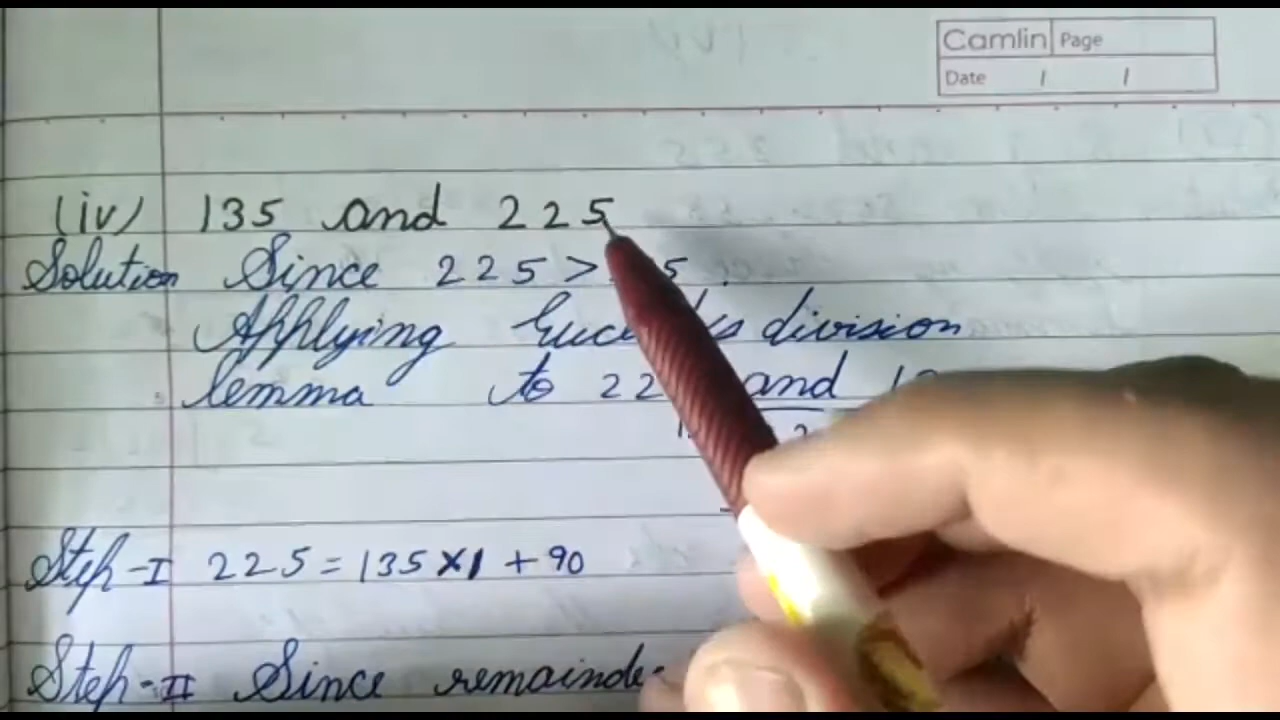 Camlin Page
Date / /
(iv) 135 and 225
Solution Since 225 >
Applying division
lemma to 22 and
Step-I 225 = 135 × 1 + 90
Step-II Since